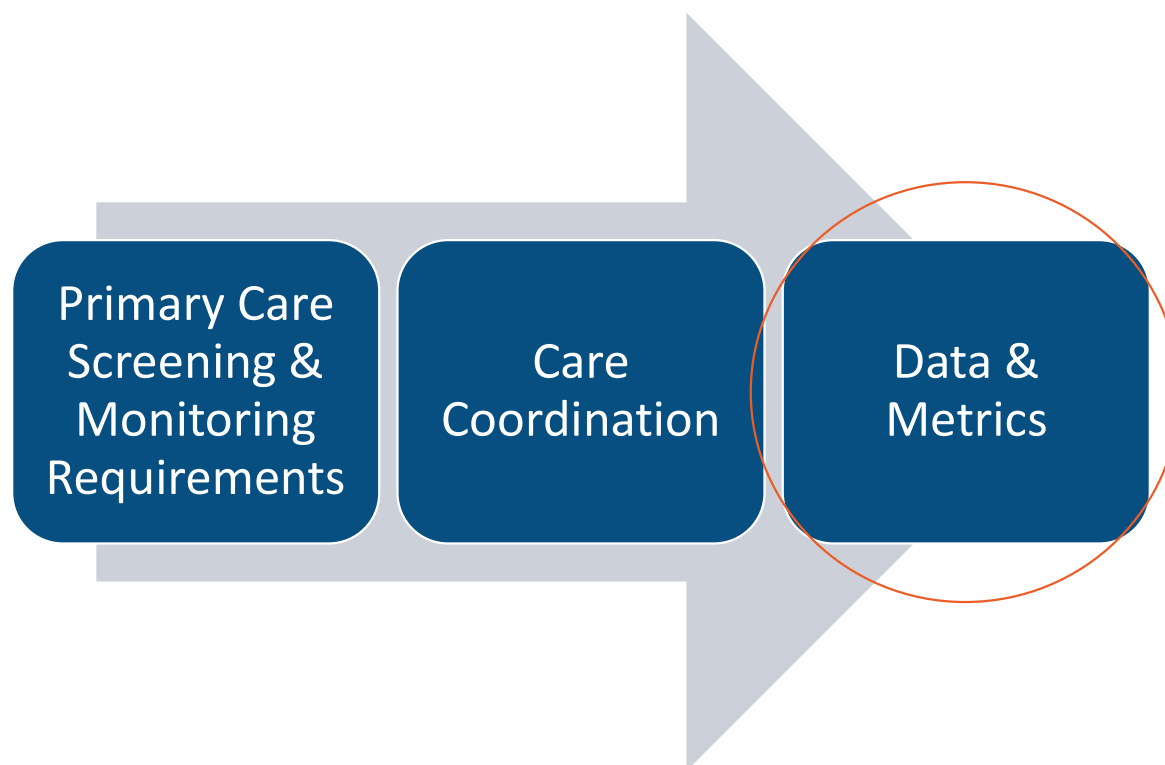 Primary Care
Screening &
Monitoring
Requirements
Care
Coordination
Data &
Metrics